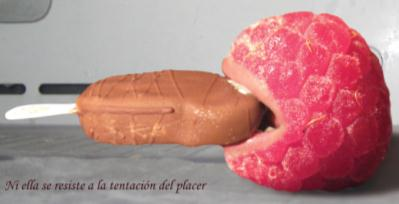 Ni ella se resiste a la tentación del placer